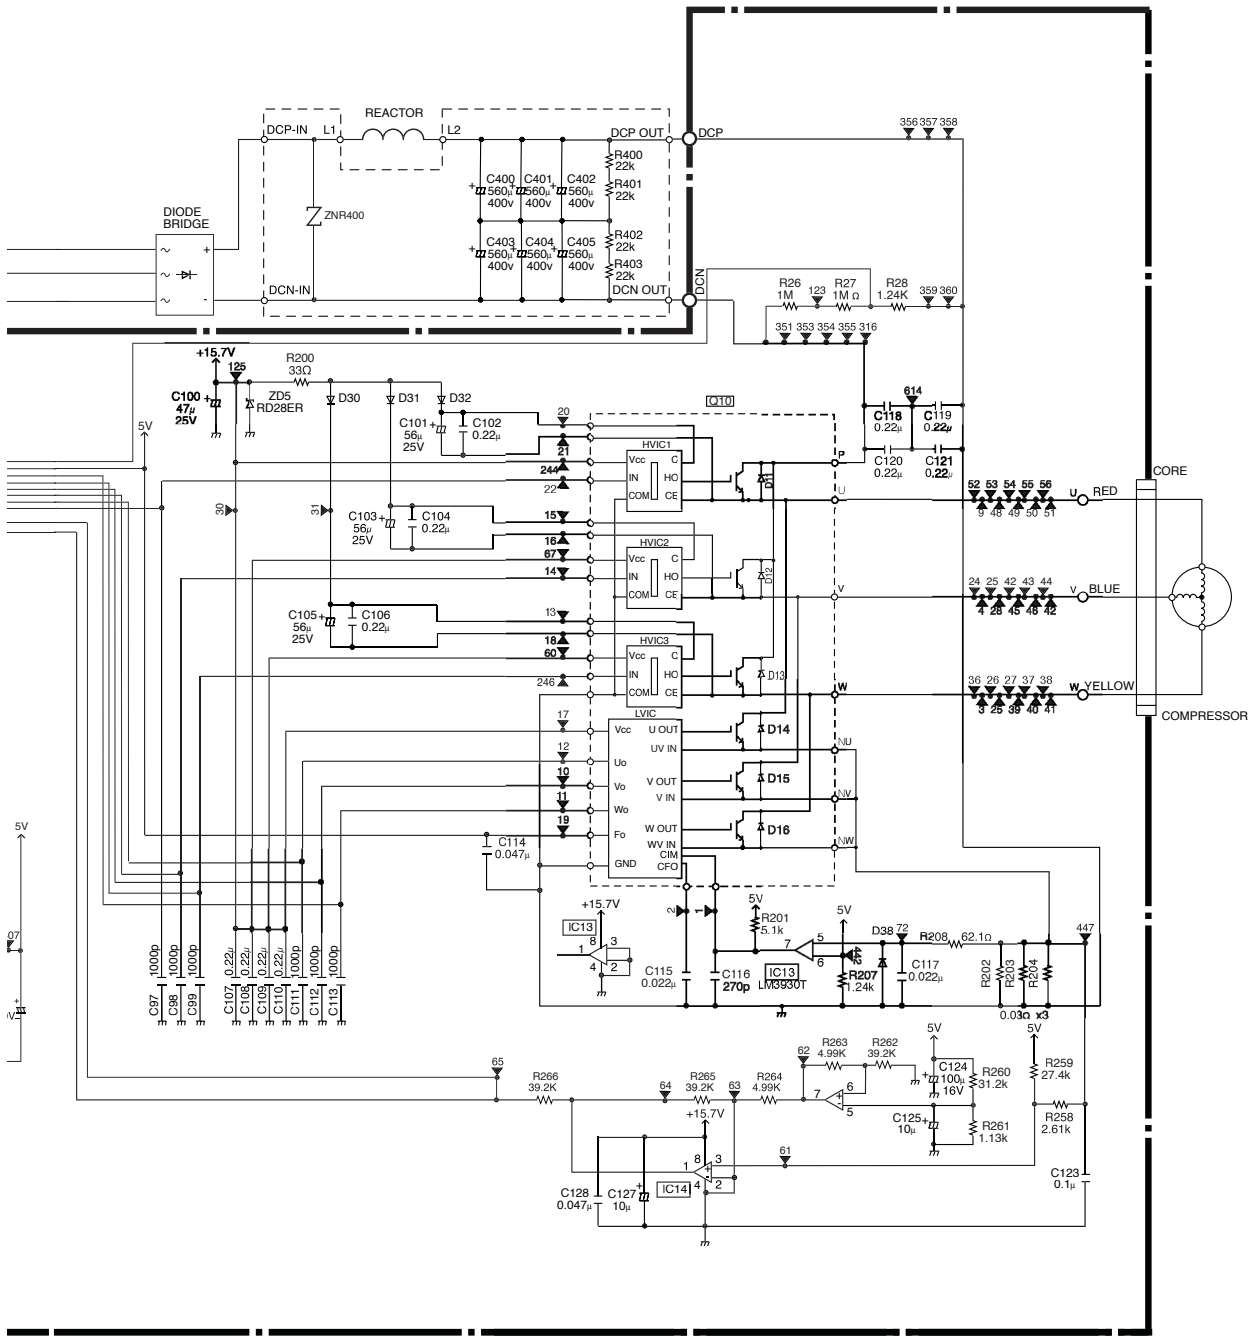 REACTOR
DCP-IN L1 L2 DCP OUT DCP
356 357 358
R400
22k
R401
22k
C400 C401 C402
560µ 560µ 560µ
400v 400v 400v
ZNR400
DIODE
BRIDGE
R402
22k
R403
22k
C403 C404 C405
560µ 560µ 560µ
400v 400v 400v
DCN-IN DCN OUT DCN
R26 123 R27 R28 359 360
1M 1M Ω 1.24K
351 353 354 355 316
+15.7V
125
R200
33Ω
C100
47µ
25V
ZD5
RD28ER
D30 D31 D32
C101
56µ
25V
C102
0.22µ
5V
Q10
614
C118 C119
0.22µ 0.22µ
C120 C121
0.22µ 0.22µ
20
21
244
22
HVIC1
Vcc C
IN HO
COM CE
D11
P
U
CORE
52 53 54 55 56
9 48 49 50 51
U RED
30 31
C103
56µ
25V
C104
0.22µ
15
16
67
14
HVIC2
Vcc C
IN HO
COM CE
D12
V
24 25 42 43 44
4 28 45 46 42
V BLUE
C105
56µ
25V
C106
0.22µ
13
18
60
246
HVIC3
Vcc C
IN HO
COM CE
D13
W
36 26 27 37 38
3 25 39 40 41
W YELLOW
COMPRESSOR
LVIC
17 Vcc U OUT D14
UV IN NU
12 Uo
10 Vo V OUT D15
V IN NV
11 Wo
19 Fo W OUT D16
WV IN NW
CIM
GND CFO
C114
0.047µ
5V
+15.7V
IC13
8 3
1
4 2
2 1
5V
R201
5.1k
5V
7 5
6
442
IC13
LM3930T
R207
1.24k
D38 72
R208 62.1Ω
447
C115
0.022µ
C116
270p
C117
0.022µ
R202 R203 R204
0.03Ω x3
1000p 1000p 1000p 0.22µ 0.22µ 0.22µ 0.22µ 1000p 1000p 1000p
C97 C98 C99 C107 C108 C109 C110 C111 C112 C113
65
R266
39.2K
64
R265
39.2K
63
R264
4.99K
62
R263
4.99K
R262
39.2K
7 6
5
5V
C124
100µ
16V
R260
31.2k
C125
10µ
R261
1.13k
5V
R259
27.4k
R258
2.61k
+15.7V
8 3
1
4 2
IC14
61
C128
0.047µ
C127
10µ
C123
0.1µ